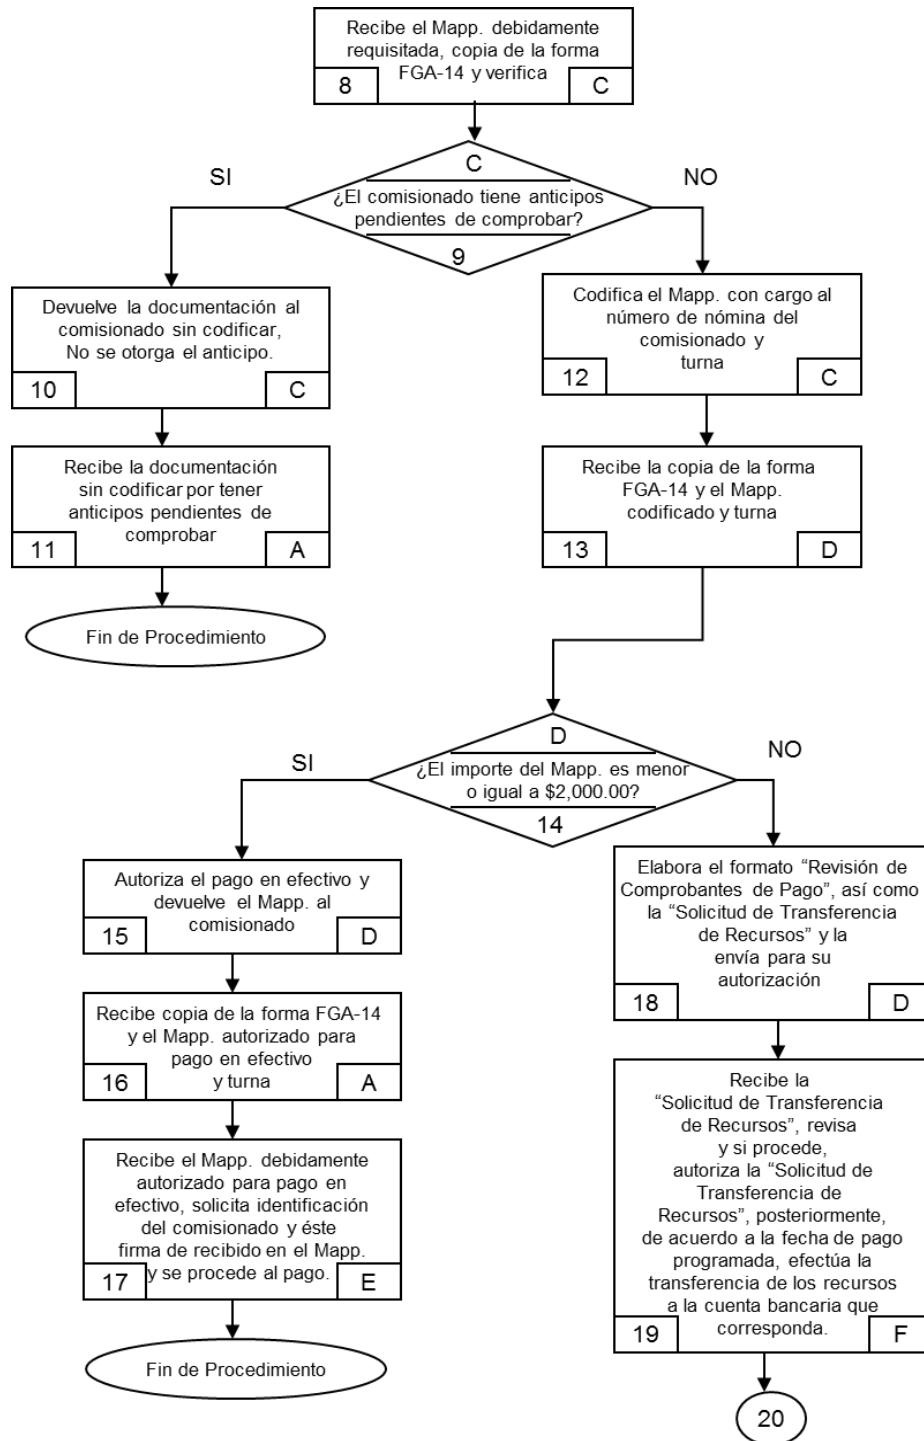 Recibe el Mapp. debidamente
requisitada, copia de la forma
FGA-14 y verifica
8
C
C
SI
NO
¿El comisionado tiene anticipos
pendientes de comprobar?
9
Devuelve la documentación al
comisionado sin codificar,
No se otorga el anticipo.
10
C
Codifica el Mapp. con cargo al
número de nómina del
comisionado y
turna
12
C
Recibe la documentación
sin codificar por tener
anticipos pendientes de
comprobar
11
A
Recibe la copia de la forma
FGA-14 y el Mapp.
codificado y turna
13
D
Fin de Procedimiento
D
SI
NO
¿El importe del Mapp. es menor
o igual a $2,000.00?
14
Autoriza el pago en efectivo y
devuelve el Mapp. al
comisionado
15
D
Elabora el formato “Revisión de
Comprobantes de Pago”, así como
la “Solicitud de Transferencia
de Recursos” y la
envía para su
autorización
18
D
Recibe copia de la forma FGA-14
y el Mapp. autorizado para
pago en efectivo
y turna
16
A
Recibe el Mapp. debidamente
autorizado para pago en
efectivo, solicita identificación
del comisionado y éste
firma de recibido en el Mapp.
y se procede al pago.
17
E
Recibe la
“Solicitud de Transferencia
de Recursos”, revisa
y si procede,
autoriza la “Solicitud de
Transferencia de
Recursos”, posteriormente,
de acuerdo a la fecha de pago
programada, efectúa la
transferencia de los recursos
a la cuenta bancaria que
corresponda.
19
F
Fin de Procedimiento
20